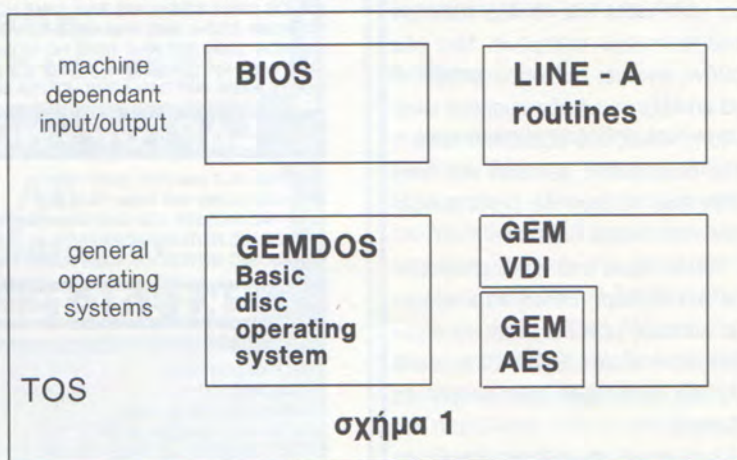 machine
dependant
input/output
BIOS
LINE - A
routines
general
operating
systems
GEMDOS
Basic
disc
operating
system
GEM
VDI
GEM
AES
TOS
σχήμα 1